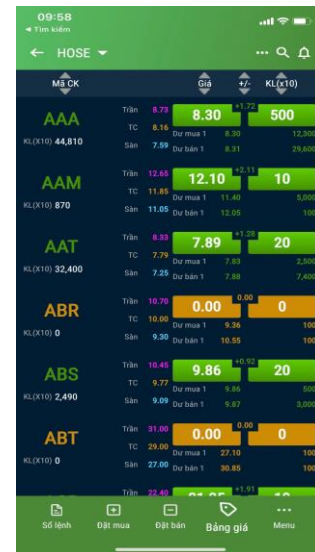 09:58
◄ Tìm kiếm
HOSE
Mã CK Giá +/- KL(x10)
AAA Trần 8.73 8.30 +1.72 500
TC 8.16
KL(X10) 44,810 Sàn 7.59 Dư mua 1 8.30 12,300
Dư bán 1 8.31 29,600
AAM Trần 12.65 12.10 +2.11 10
TC 11.85
KL(X10) 870 Sàn 11.05 Dư mua 1 11.40 5,000
Dư bán 1 12.05 100
AAT Trần 8.33 7.89 +1.28 20
TC 7.79
KL(X10) 32,400 Sàn 7.25 Dư mua 1 7.83 2,500
Dư bán 1 7.88 7,400
ABR Trần 10.70 0.00 0.00 0
TC 10.00
KL(X10) 0 Sàn 9.30 Dư mua 1 9.36 100
Dư bán 1 10.55 100
ABS Trần 10.45 9.86 +0.92 20
TC 9.77
KL(X10) 2,490 Sàn 9.09 Dư mua 1 9.86 500
Dư bán 1 9.87 3,000
ABT Trần 31.00 0.00 0.00 0
TC 29.00
KL(X10) 0 Sàn 27.00 Dư mua 1 27.10 100
Dư bán 1 30.85 100
Trần 22.40 +1.91
Sổ lệnh Đặt mua Đặt bán Bảng giá Menu